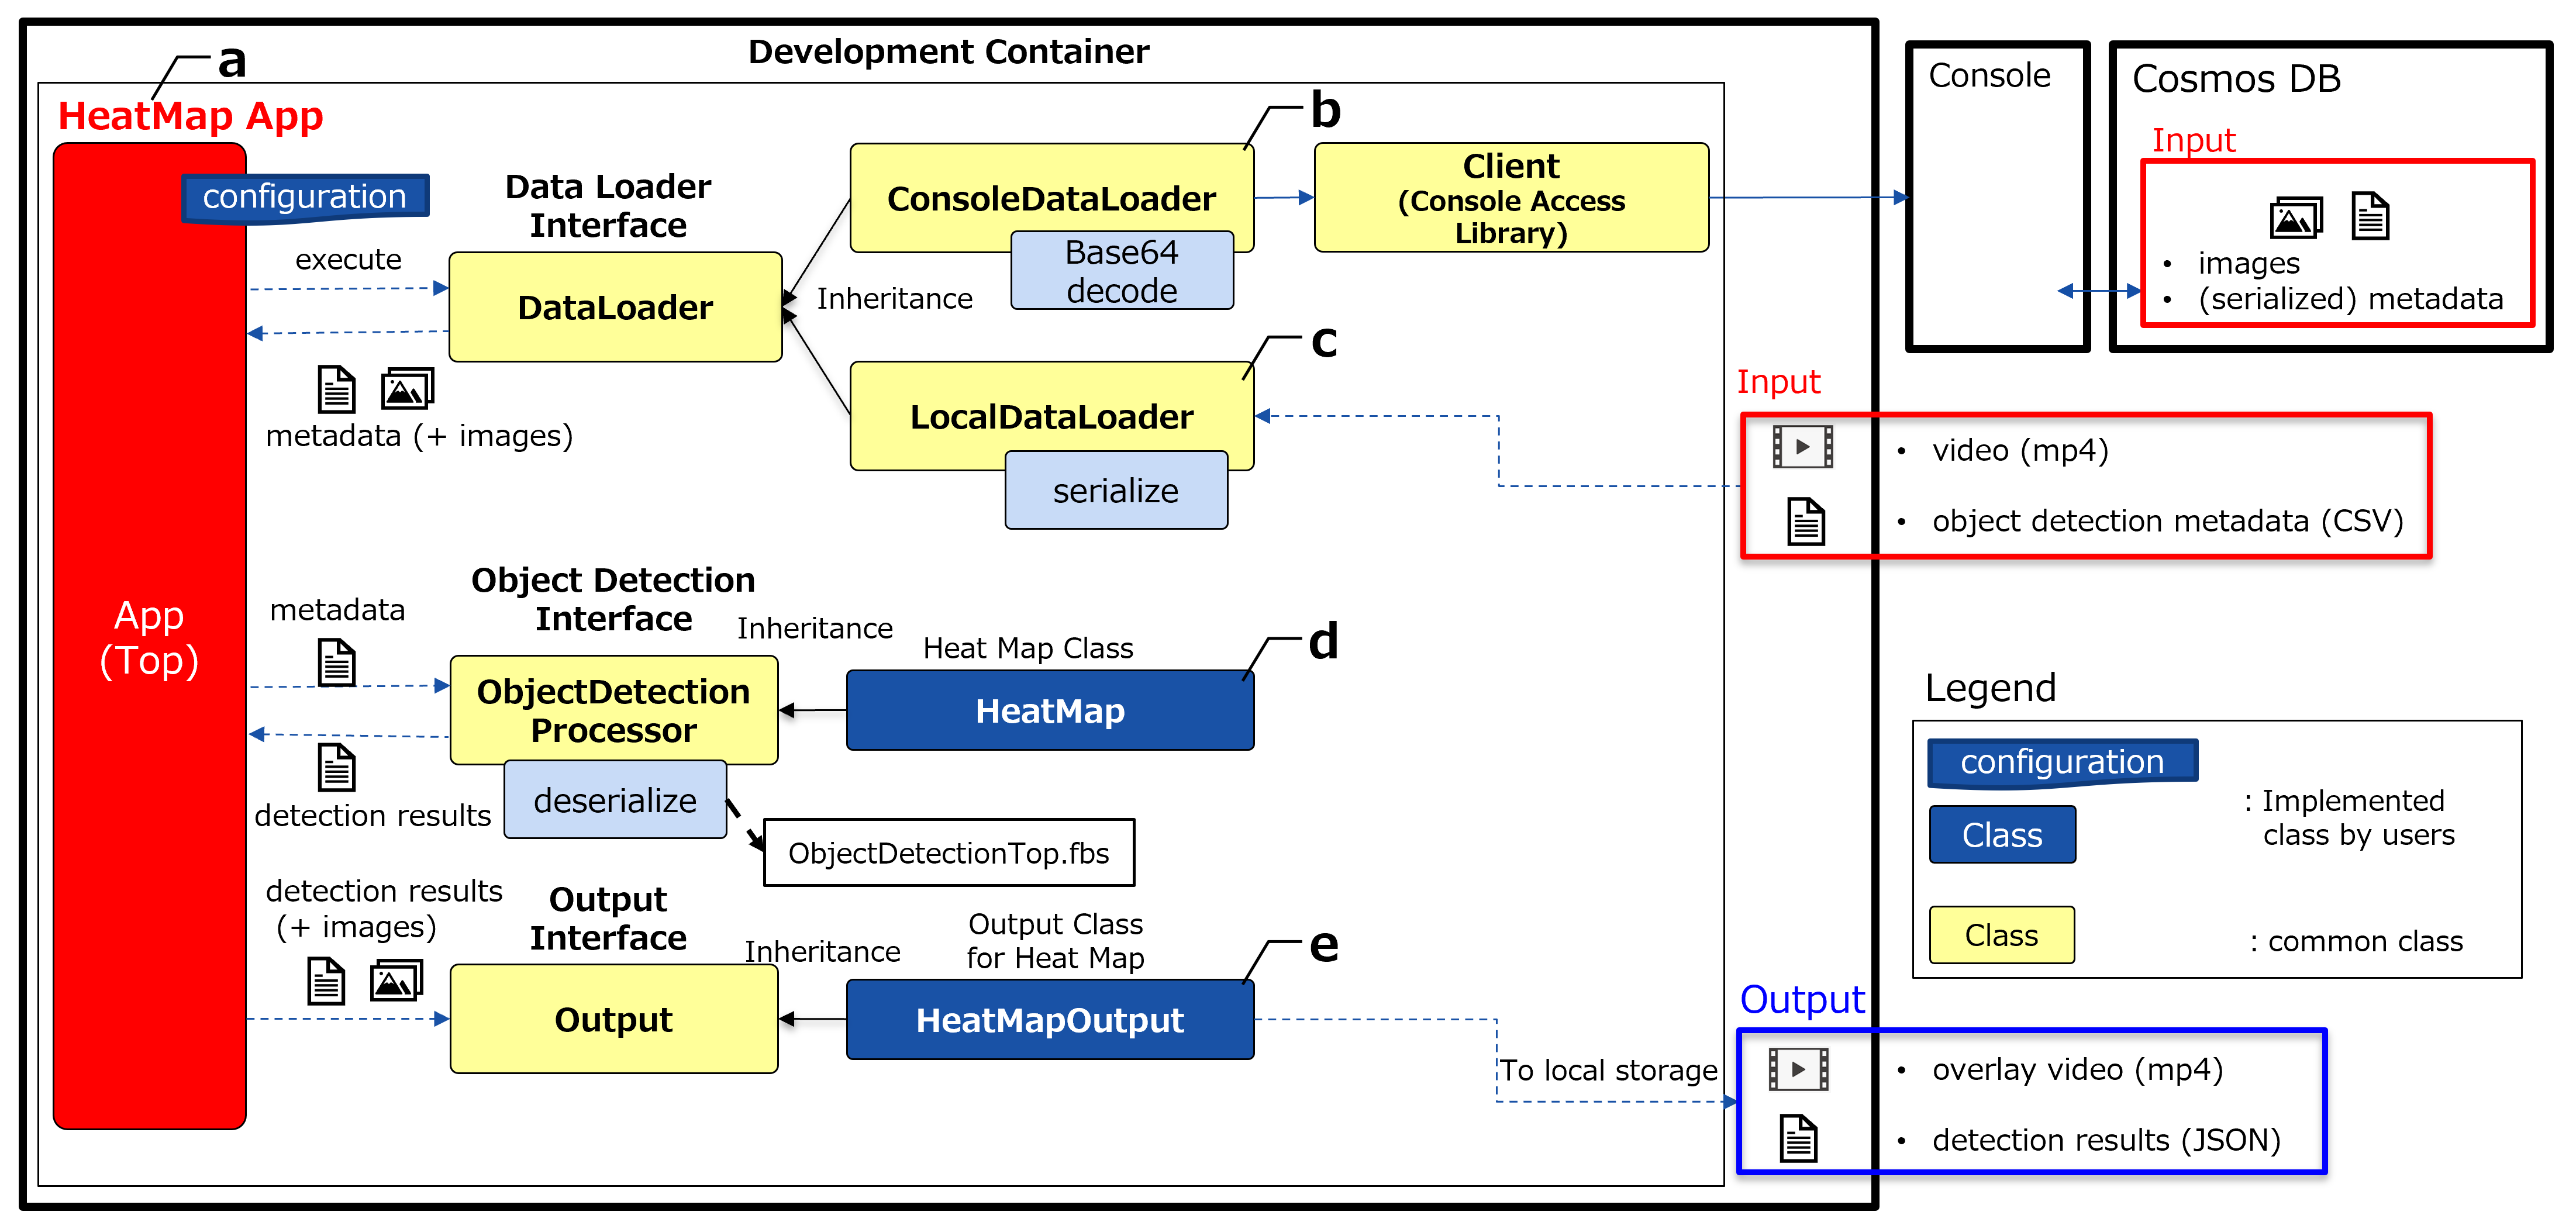 Development Container
a
HeatMap App
configuration
App
(Top)
execute
metadata (+ images)
Data Loader
Interface
DataLoader
Inheritance
b
ConsoleDataLoader
Base64
decode
Client
(Console Access
Library)
c
LocalDataLoader
serialize
Console
Cosmos DB
Input
• images
• (serialized) metadata
Input
• video (mp4)
• object detection metadata (CSV)
metadata
detection results
Object Detection
Interface
ObjectDetection
Processor
deserialize
ObjectDetectionTop.fbs
Inheritance
Heat Map Class
d
HeatMap
detection results
(+ images)
Output
Interface
Output
Inheritance
Output Class
for Heat Map
e
HeatMapOutput
To local storage
Legend
configuration
Class
: Implemented
class by users
Class
: common class
Output
• overlay video (mp4)
• detection results (JSON)